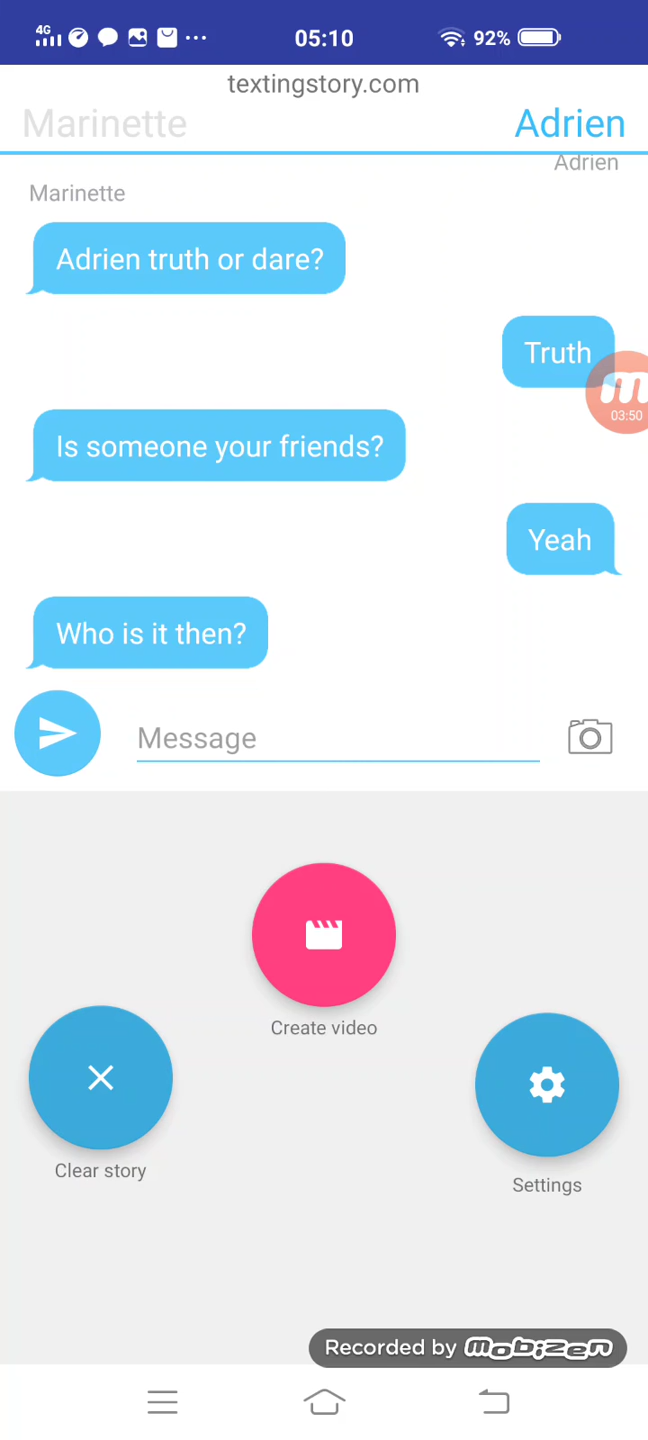 4G 05:10 92%
textingstory.com
Marinette Adrien
Adrien
Marinette
Adrien truth or dare?
Truth
m
03:50
Is someone your friends?
Yeah
Who is it then?
Message
Create video
Clear story
Settings
Recorded by mobizen